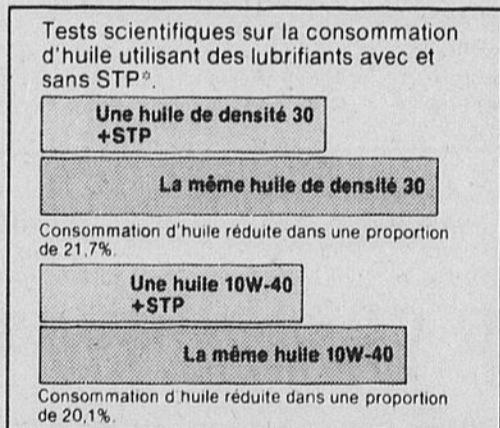 Tests scientifiques sur la consommation
d'huile utilisant des lubrifiants avec et
sans STP®.
Une huile de densité 30
+STP
La même huile de densité 30
Consommation d'huile réduite dans une proportion
de 21,7%.
Une huile 10W-40
+STP
La même huile 10W-40
Consommation d'huile réduite dans une proportion
de 20,1%.